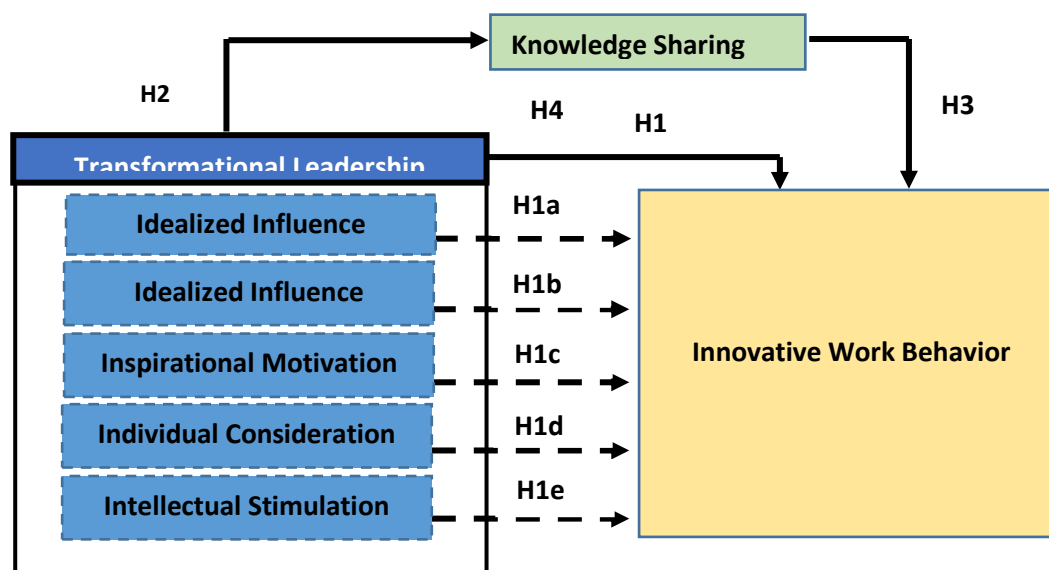 Knowledge Sharing
H2
H4
H1
H3
Transformational Leadership
Idealized Influence
H1a
Idealized Influence
H1b
Inspirational Motivation
H1c
Innovative Work Behavior
Individual Consideration
H1d
Intellectual Stimulation
H1e